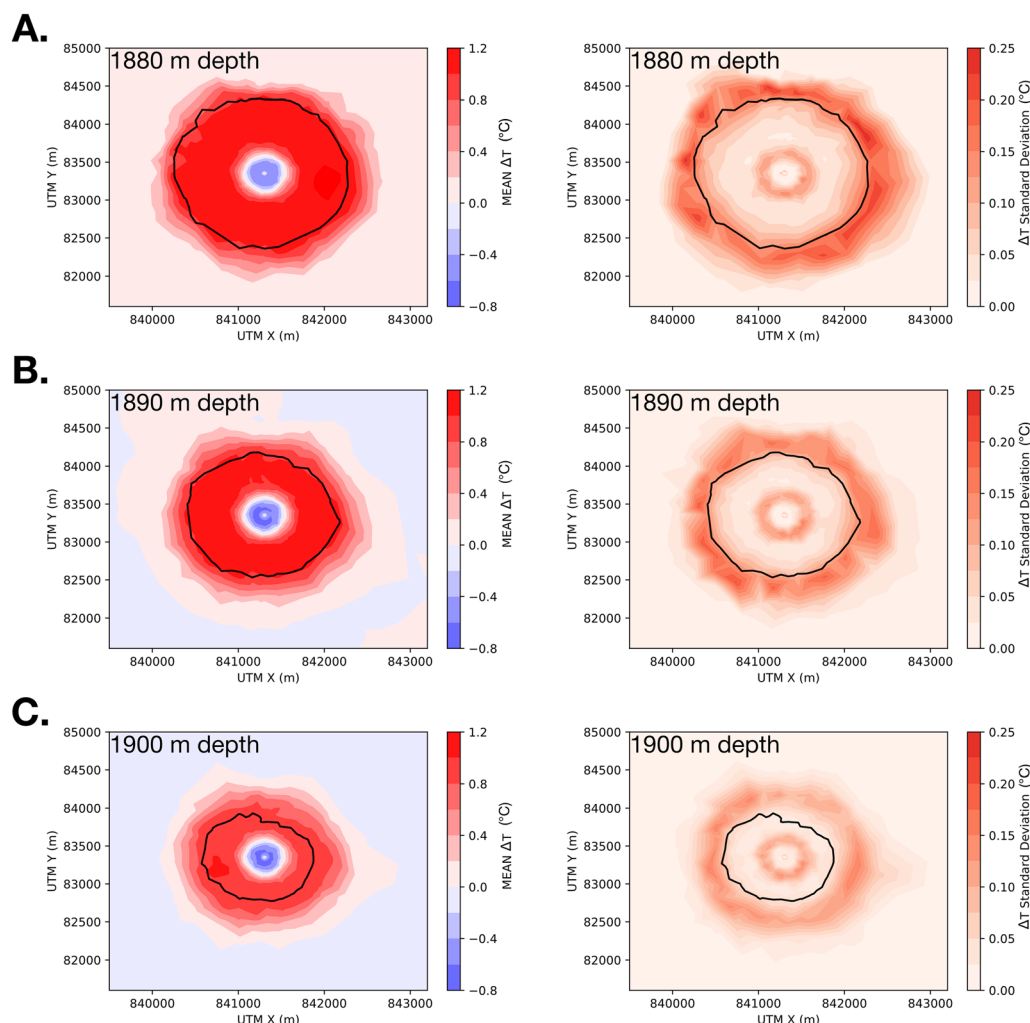 A.
1880 m depth
85000
84500
84000
83500
83000
82500
82000
UTM Y (m)
840000 841000 842000 843000
UTM X (m)
1.2
0.8
0.4
0.0
−0.4
−0.8
MEAN ΔT (°C)
1880 m depth
85000
84500
84000
83500
83000
82500
82000
UTM Y (m)
840000 841000 842000 843000
UTM X (m)
0.25
0.20
0.15
0.10
0.05
0.00
ΔT Standard Deviation (°C)
B.
1890 m depth
85000
84500
84000
83500
83000
82500
82000
UTM Y (m)
840000 841000 842000 843000
UTM X (m)
1.2
0.8
0.4
0.0
−0.4
−0.8
MEAN ΔT (°C)
1890 m depth
85000
84500
84000
83500
83000
82500
82000
UTM Y (m)
840000 841000 842000 843000
UTM X (m)
0.25
0.20
0.15
0.10
0.05
0.00
ΔT Standard Deviation (°C)
C.
1900 m depth
85000
84500
84000
83500
83000
82500
82000
UTM Y (m)
840000 841000 842000 843000
UTM X (m)
1.2
0.8
0.4
0.0
−0.4
−0.8
MEAN ΔT (°C)
1900 m depth
85000
84500
84000
83500
83000
82500
82000
UTM Y (m)
840000 841000 842000 843000
UTM X (m)
0.25
0.20
0.15
0.10
0.05
0.00
ΔT Standard Deviation (°C)